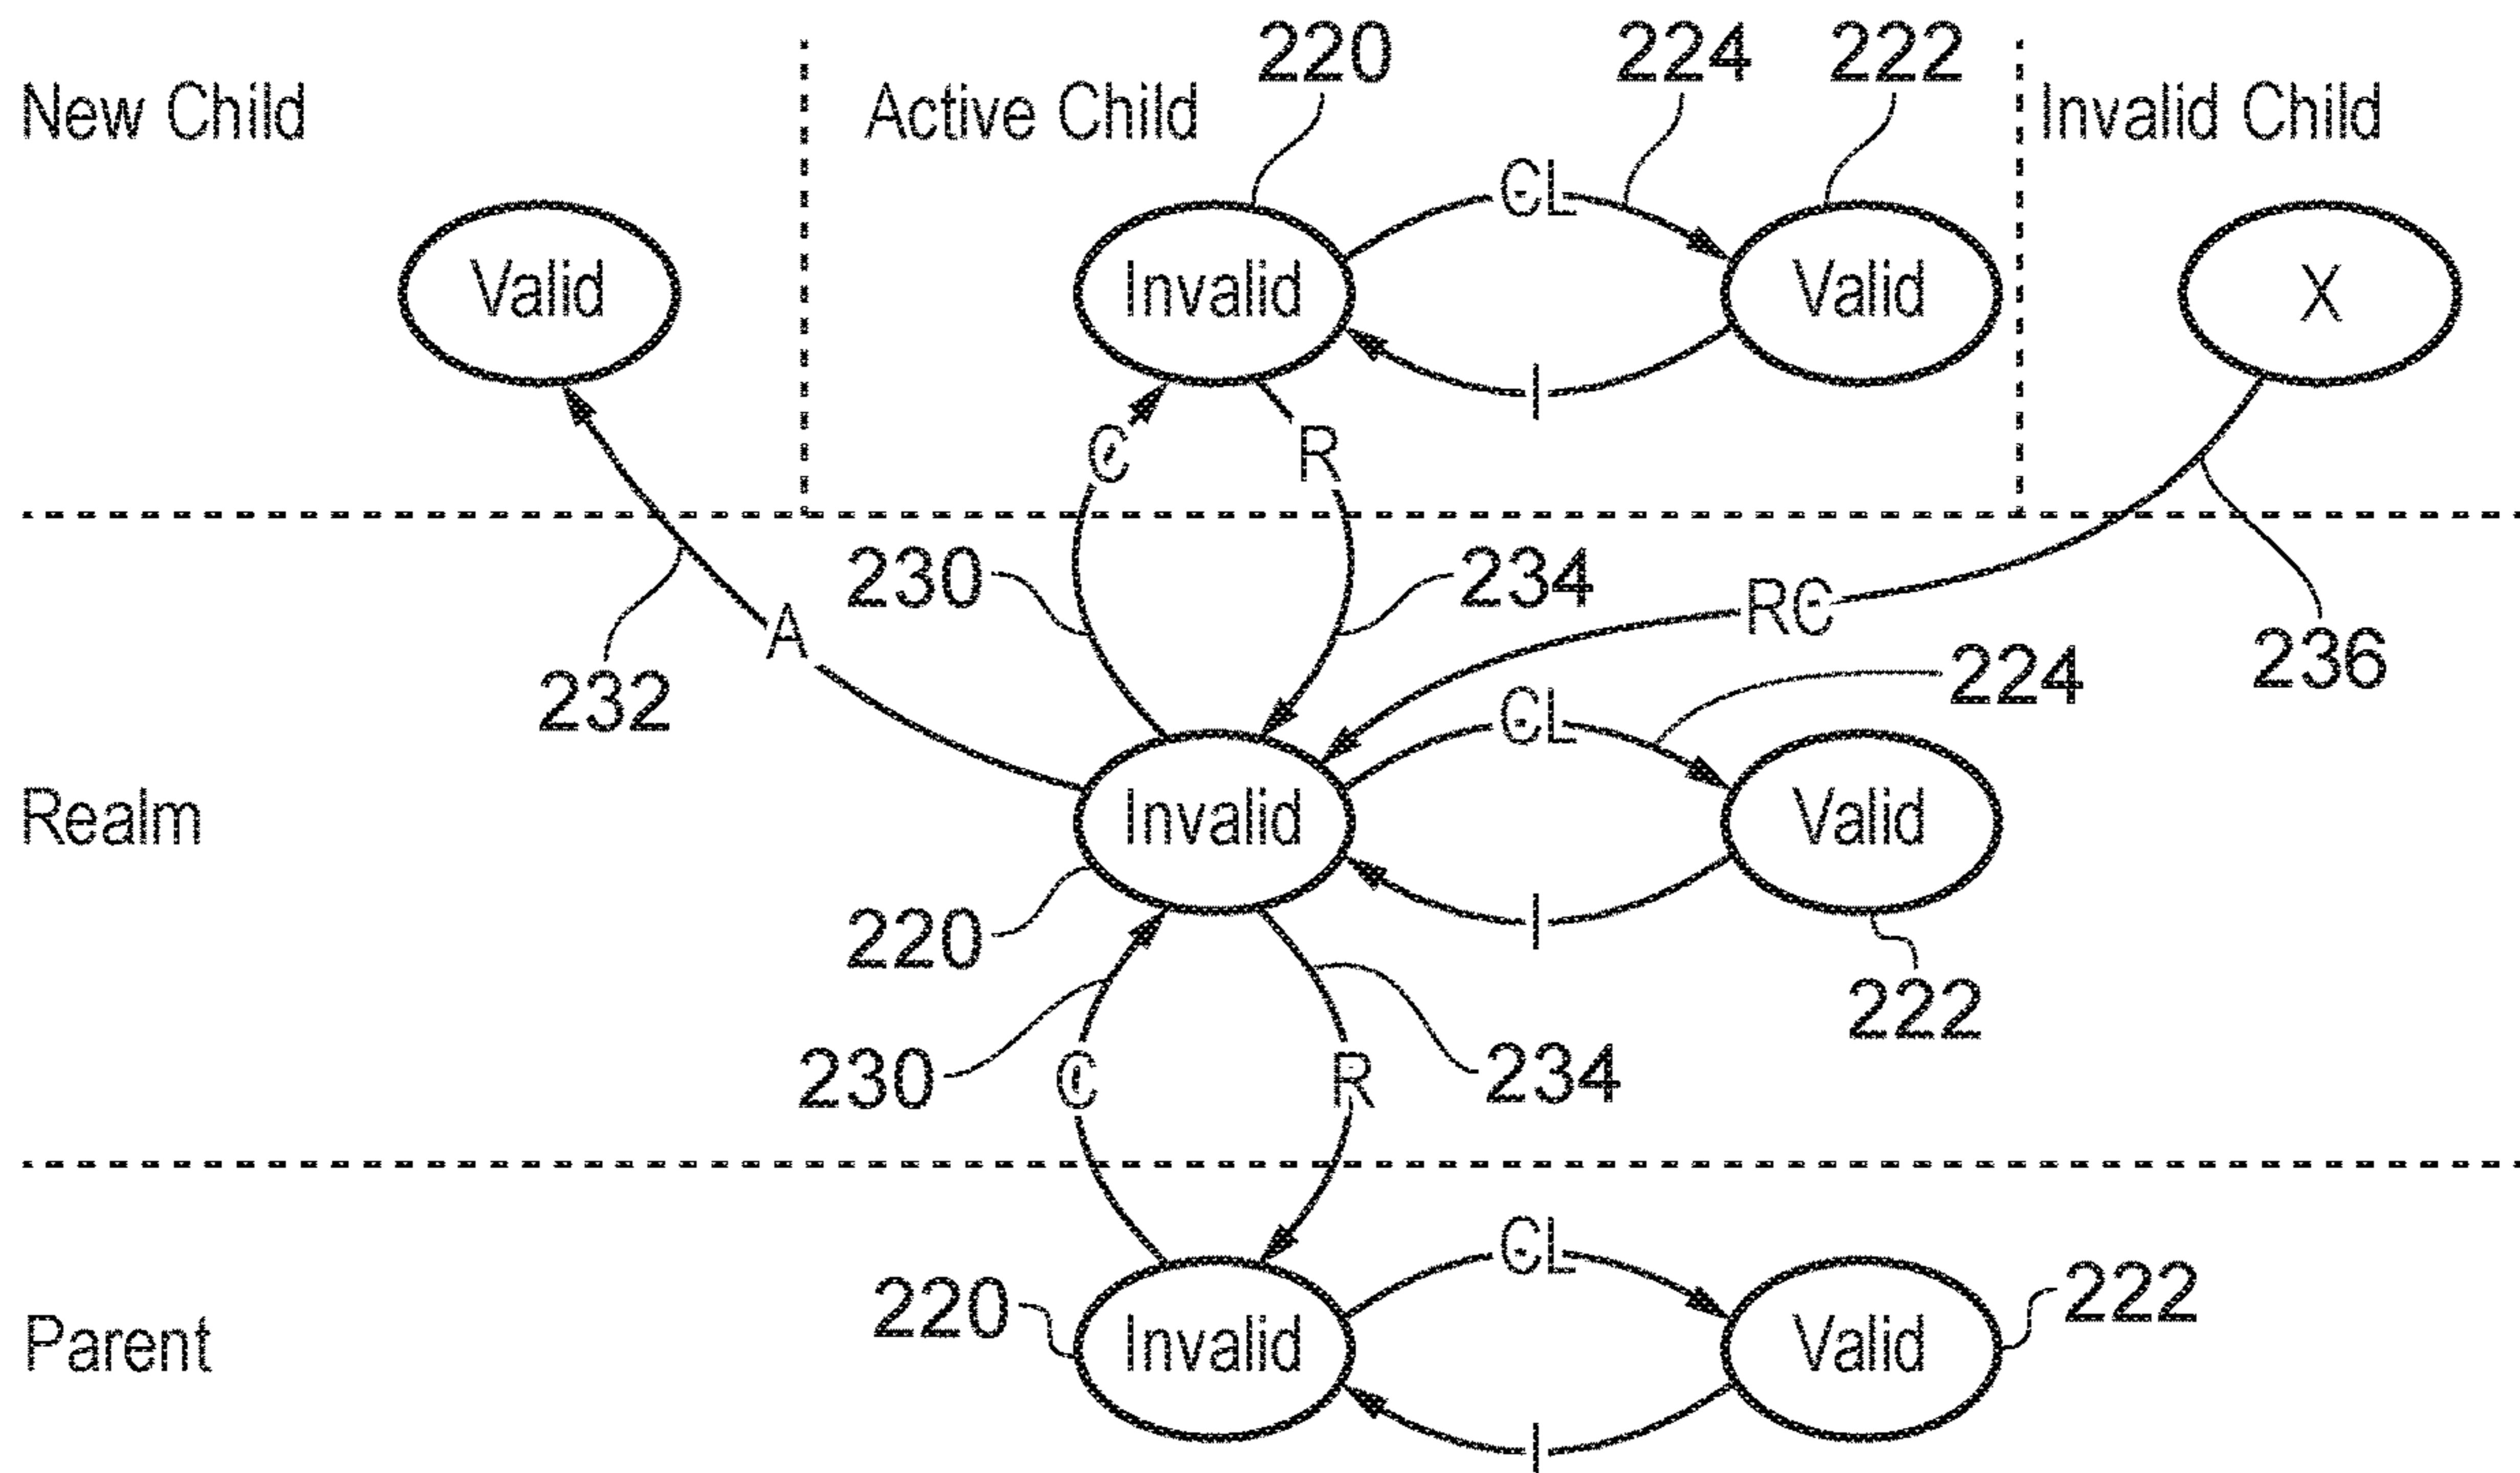 220 224 222
New Child Active Child Invalid Child
CL
Valid Invalid Valid X
I
C R
230 234 RC
A 236
232 CL 224
Realm Invalid Valid
220 I
222
230 C R 234
CL
220 222
Parent Invalid Valid
I